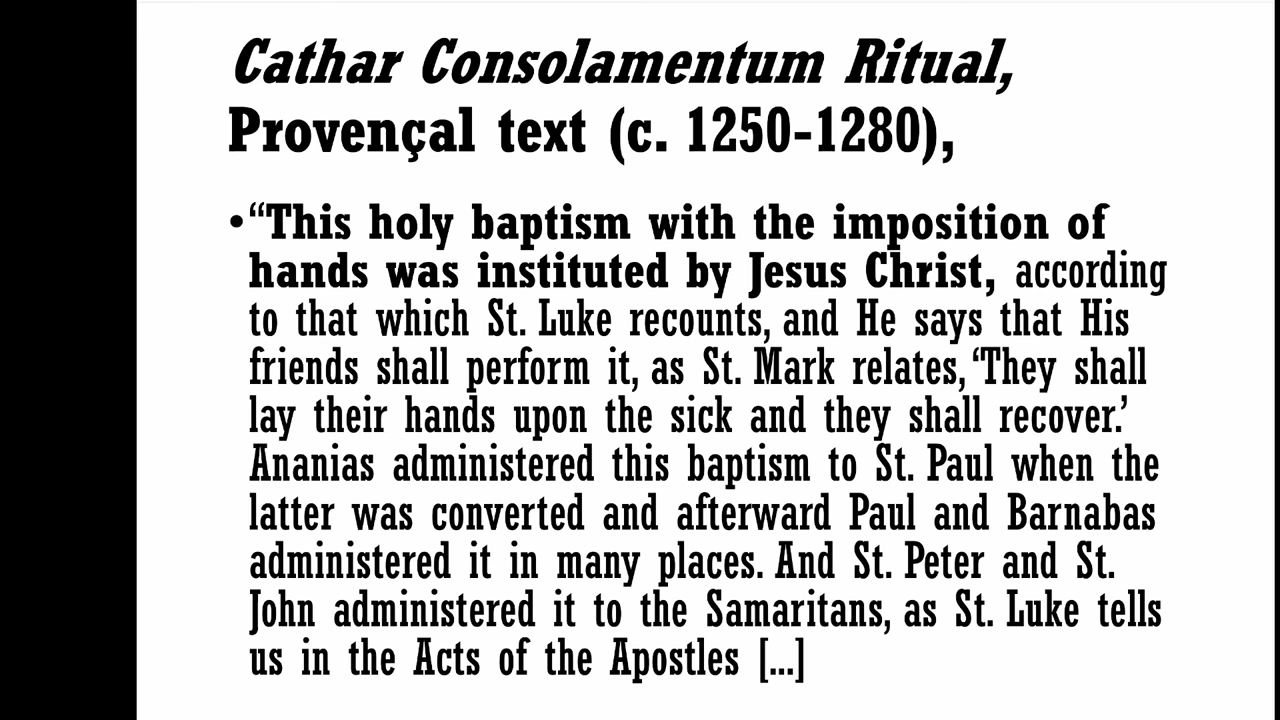 Cathar Consolamentum Ritual,
Provençal text (c. 1250-1280),
•“This holy baptism with the imposition of
hands was instituted by Jesus Christ, according
to that which St. Luke recounts, and He says that His
friends shall perform it, as St. Mark relates, ‘They shall
lay their hands upon the sick and they shall recover.’
Ananias administered this baptism to St. Paul when the
latter was converted and afterward Paul and Barnabas
administered it in many places. And St. Peter and St.
John administered it to the Samaritans, as St. Luke tells
us in the Acts of the Apostles [...]